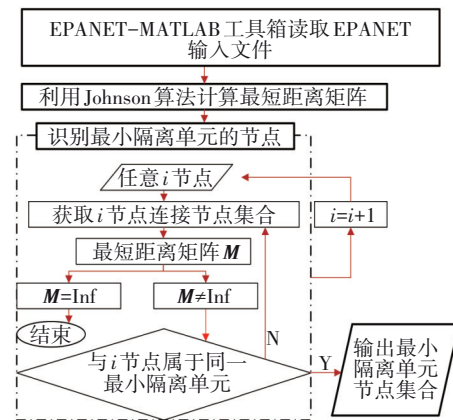 EPANET-MATLAB工具箱读取EPANET
输入文件
利用Johnson算法计算最短距离矩阵
识别最小隔离单元的节点
任意i节点
获取i节点连接节点集合
i=i+1
最短距离矩阵M
M=Inf
M≠Inf
结束
N
与i节点属于同一
最小隔离单元
Y
输出最小
隔离单元
节点集合